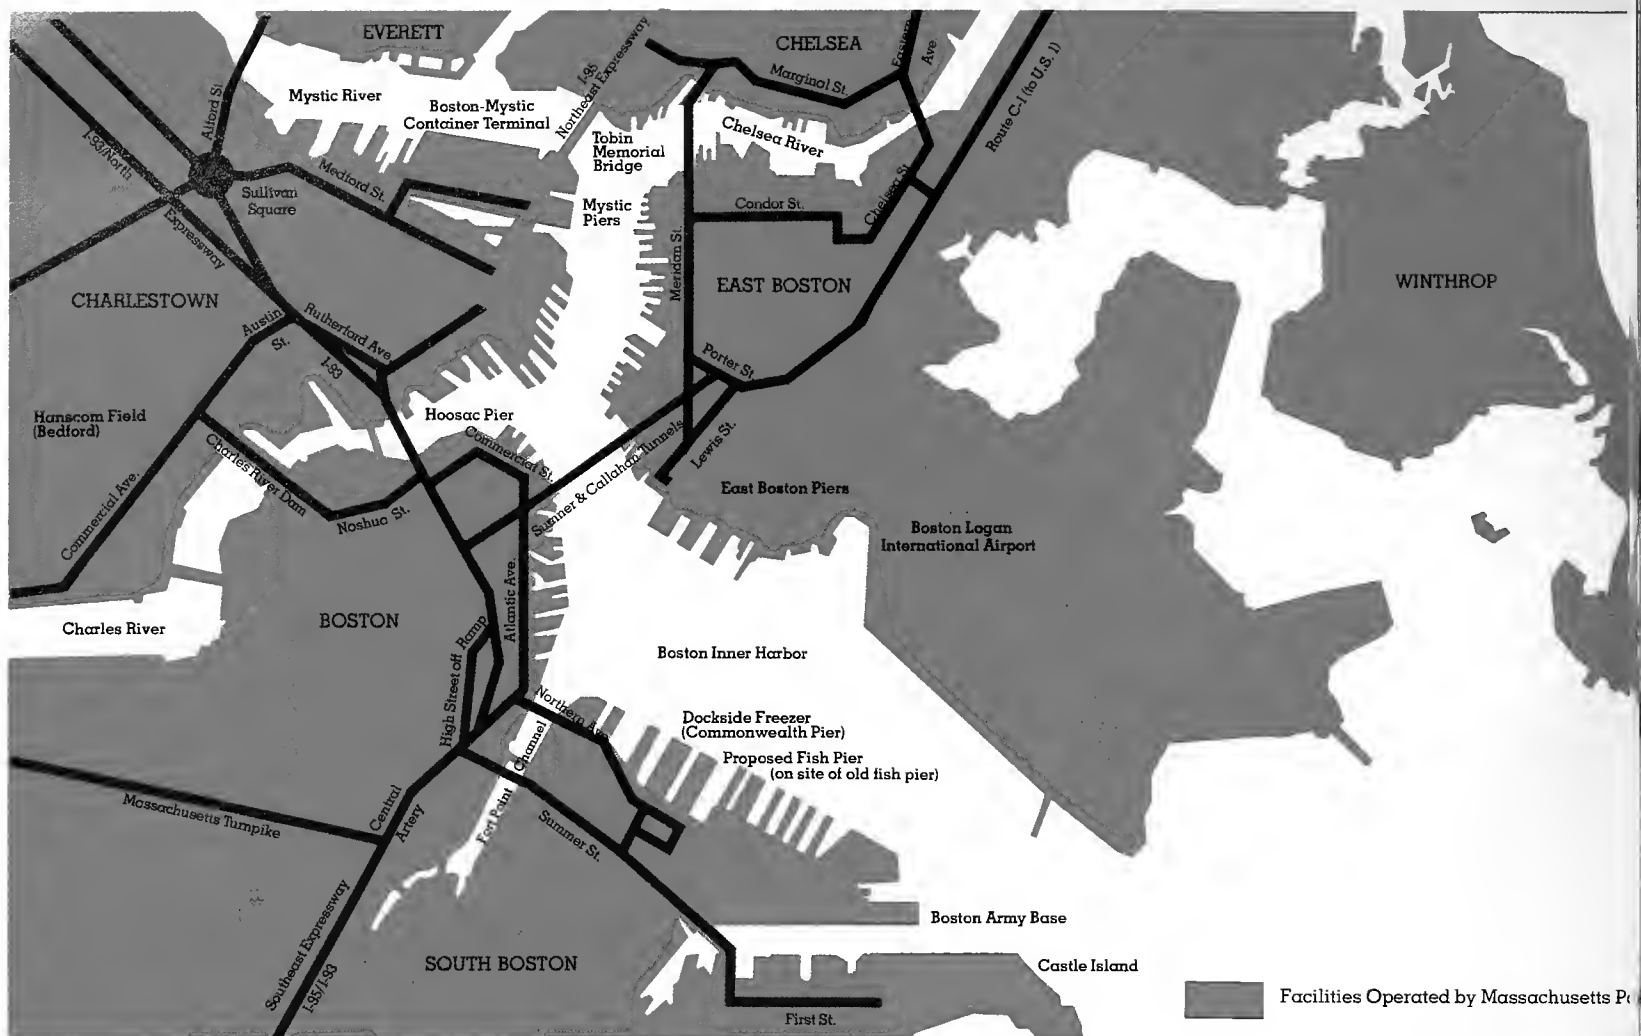 EVERETT
CHELSEA
I-95
Northeast Expressway
Eastern
Ave.
Route C-1 (to U.S. 1)
Marginal St.
Mystic River
Boston-Mystic
Container Terminal
Alford St.
Tobin
Memorial
Bridge
Chelsea River
I-93/North
Expressway
Sullivan
Square
Medford St.
Mystic
Piers
Condor St.
Chelsea St.
Meridan St.
EAST BOSTON
WINTHROP
CHARLESTOWN
Austin
St.
Rutherford Ave.
I-93
Porter St.
Hanscom Field
(Bedford)
Hoosac Pier
Commercial St.
Lewis St.
Sumner & Callahan Tunnels
Charles River Dam
Commercial Ave.
Noshua St.
East Boston Piers
Boston Logan
International Airport
Atlantic Ave.
BOSTON
Charles River
High Street off Ramp
Boston Inner Harbor
Northern Ave.
Dockside Freezer
(Commonwealth Pier)
Proposed Fish Pier
(on site of old fish pier)
Fort Point Channel
Massachusetts Turnpike
Central
Artery
Summer St.
Southeast Expressway
I-95/I-93
Boston Army Base
SOUTH BOSTON
Castle Island
First St.
Facilities Operated by Massachusetts